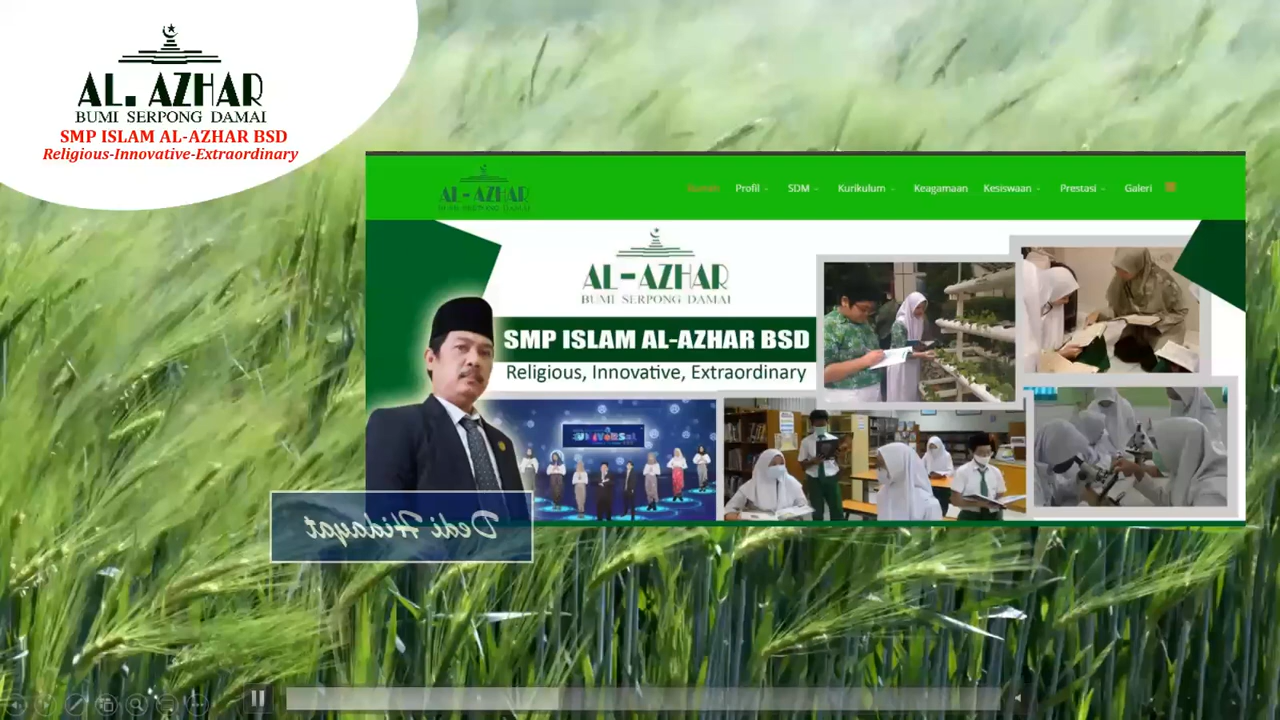 AL. AZHAR
BUMI SERPONG DAMAI
SMP ISLAM AL-AZHAR BSD
Religious-Innovative-Extraordinary
AL-AZHAR
BUMI SERPONG DAMAI
Profil SDM Kurikulum Keagamaan Kesiswaan Prestasi Galeri
AL-AZHAR
BUMI SERPONG DAMAI
SMP ISLAM AL-AZHAR BSD
Religious, Innovative, Extraordinary
Dedi Hidayat